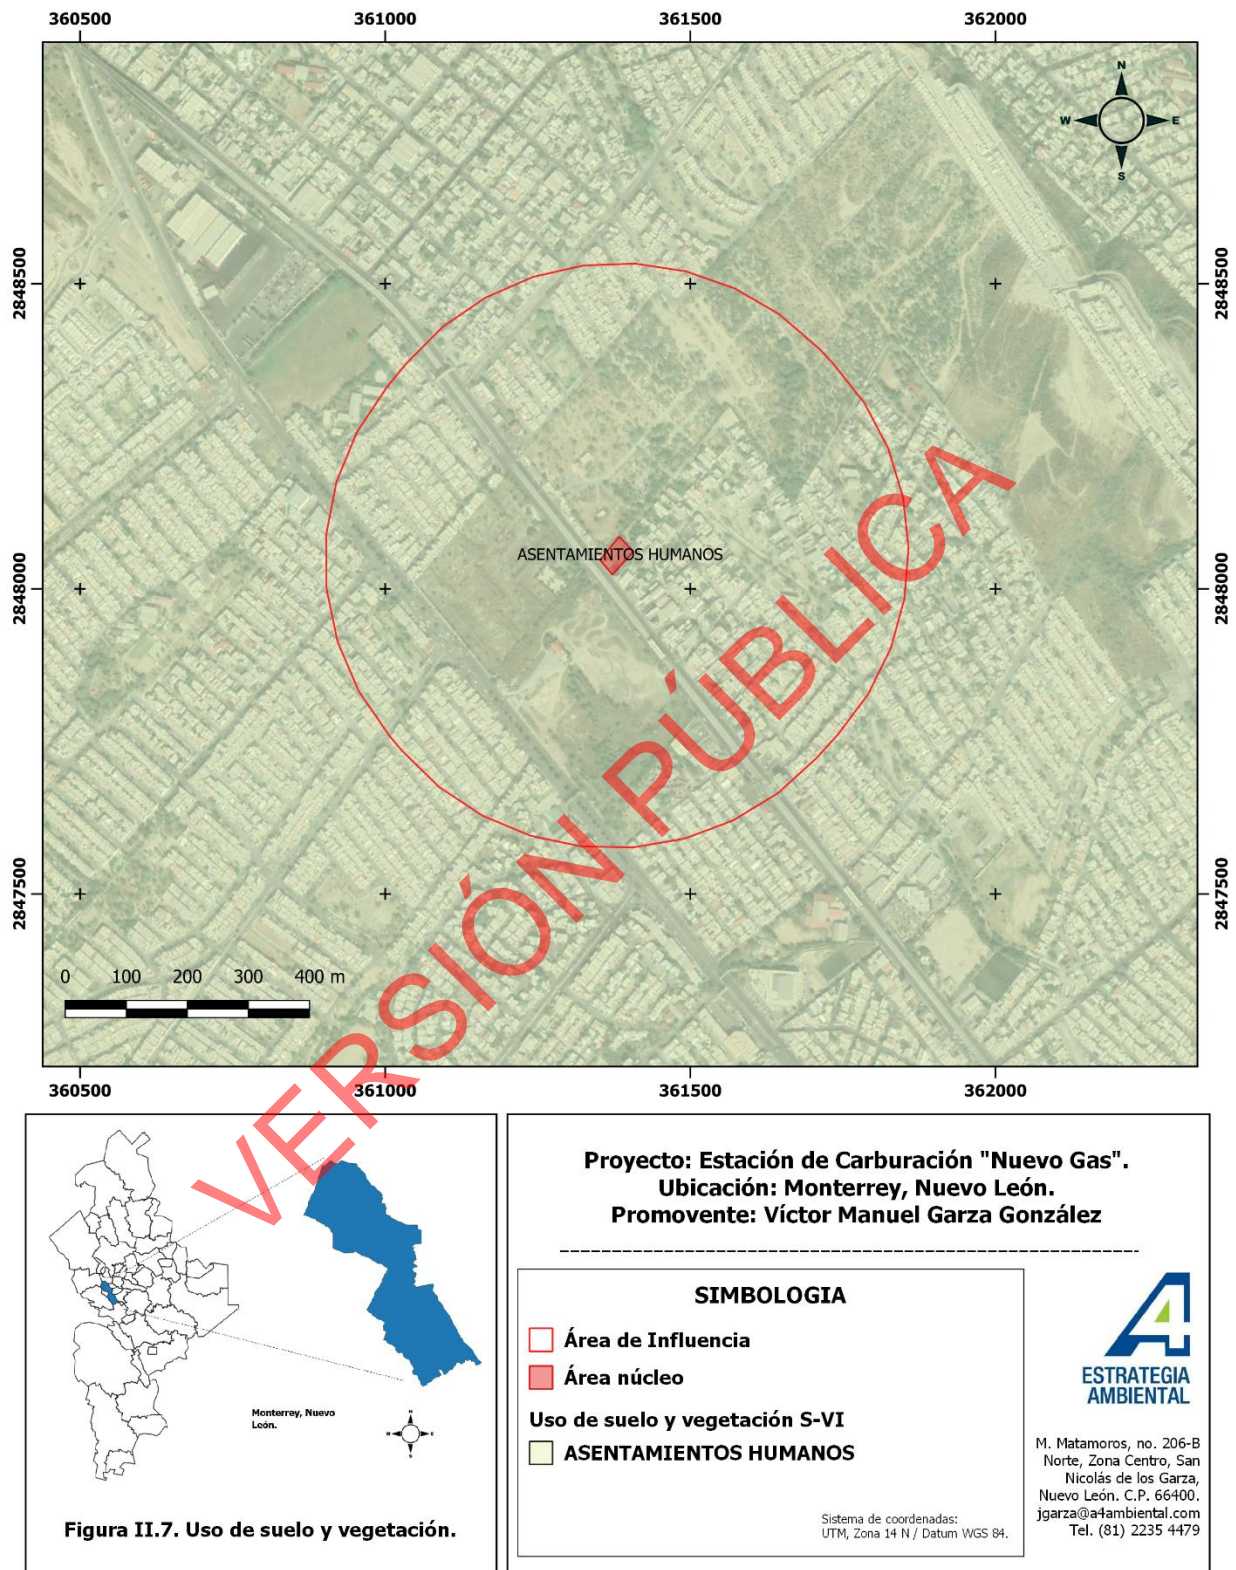 360500 361000 361500 362000
N
W E
S
2848500 2848500
ASENTAMIENTOS HUMANOS
2848000 2848000
2847500 2847500
0 100 200 300 400 m
360500 361000 361500 362000
VERSIÓN PÚBLICA
Monterrey, Nuevo
León.
Figura II.7. Uso de suelo y vegetación.
Proyecto: Estación de Carburación "Nuevo Gas".
Ubicación: Monterrey, Nuevo León.
Promovente: Víctor Manuel Garza González
SIMBOLOGIA
Área de Influencia
Área núcleo
Uso de suelo y vegetación S-VI
ASENTAMIENTOS HUMANOS
Sistema de coordenadas:
UTM, Zona 14 N / Datum WGS 84.
ESTRATEGIA
AMBIENTAL
M. Matamoros, no. 206-B
Norte, Zona Centro, San
Nicolás de los Garza,
Nuevo León. C.P. 66400.
jgarza@a4ambiental.com
Tel. (81) 2235 4479